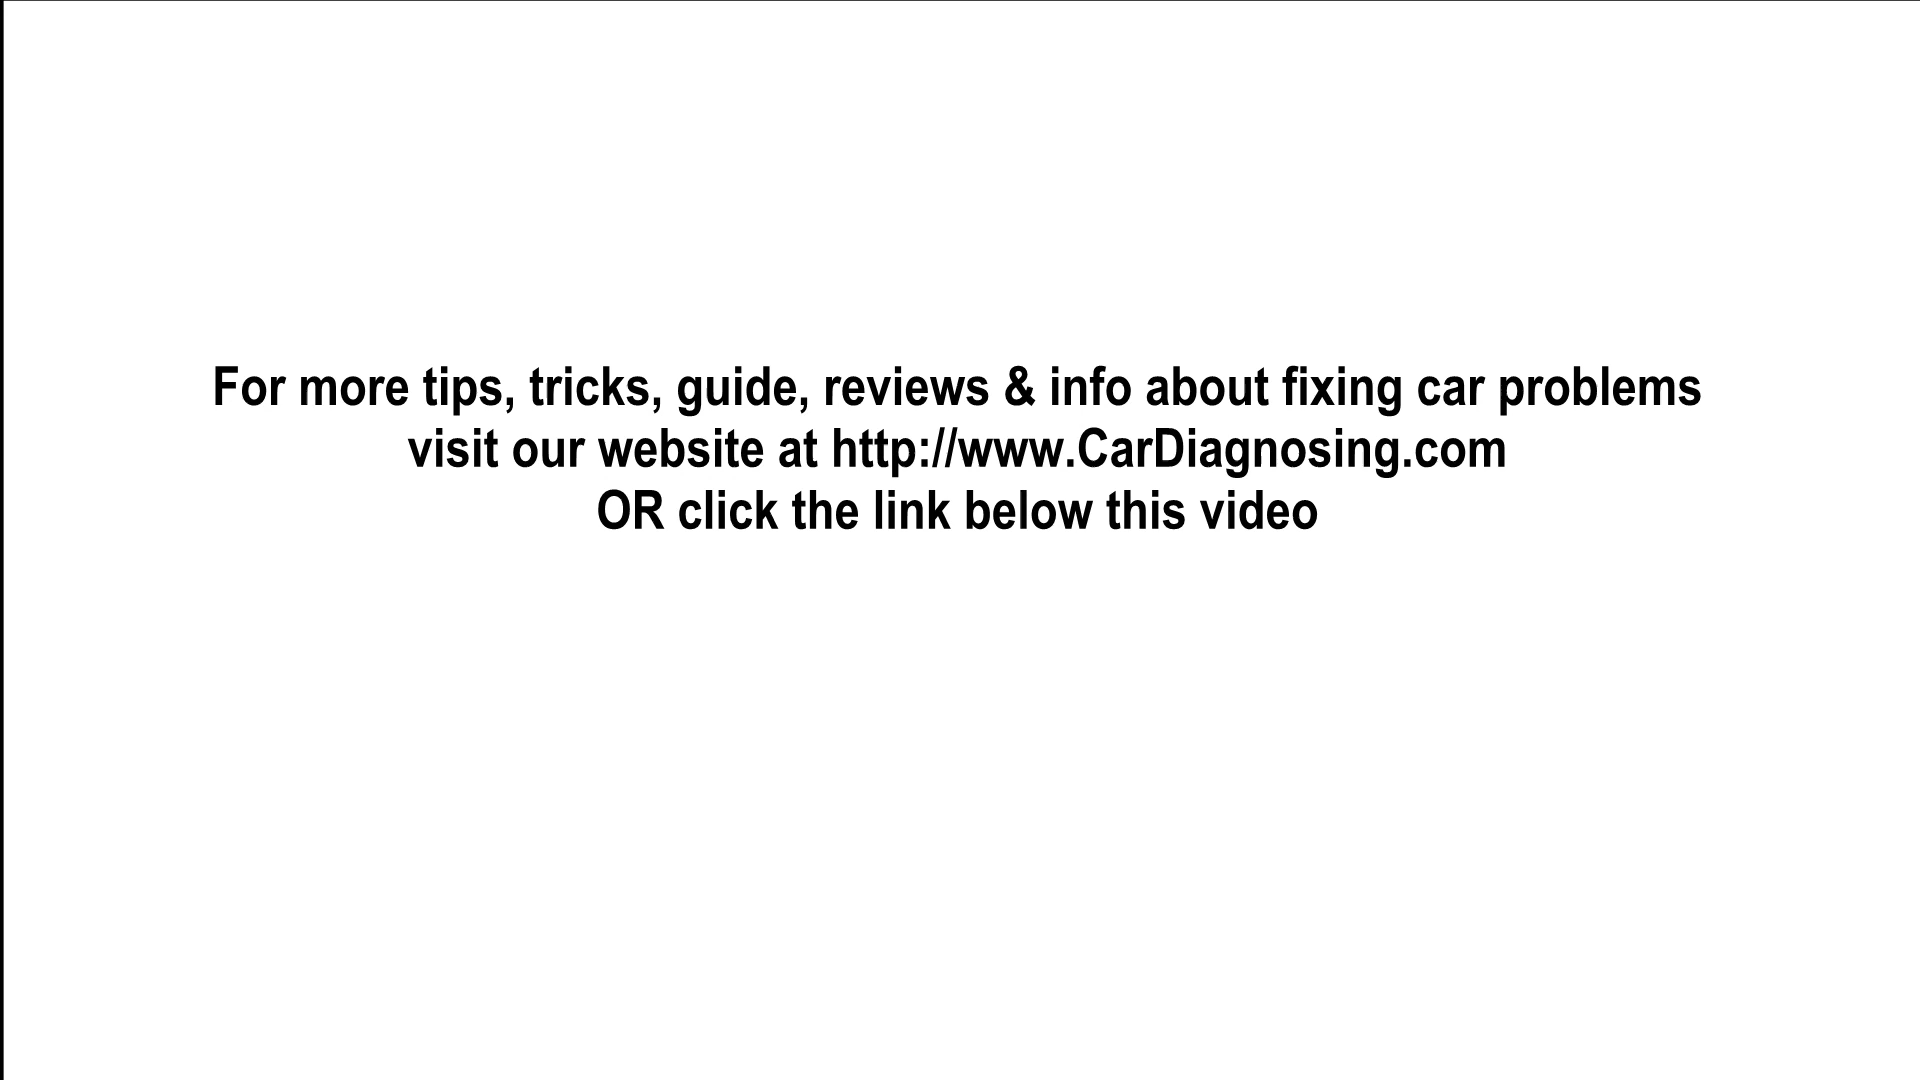 For more tips, tricks, guide, reviews & info about fixing car problems
visit our website at http://www.CarDiagnosing.com
OR click the link below this video